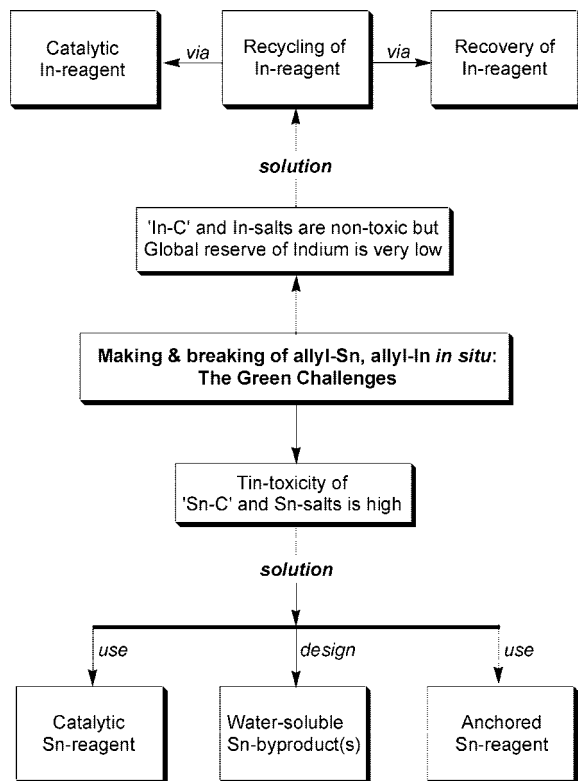 Catalytic
In-reagent
via
Recycling of
In-reagent
via
Recovery of
In-reagent
solution
'In-C' and In-salts are non-toxic but
Global reserve of Indium is very low
Making & breaking of allyl-Sn, allyl-In in situ:
The Green Challenges
Tin-toxicity of
'Sn-C' and Sn-salts is high
solution
use
design
use
Catalytic
Sn-reagent
Water-soluble
Sn-byproduct(s)
Anchored
Sn-reagent